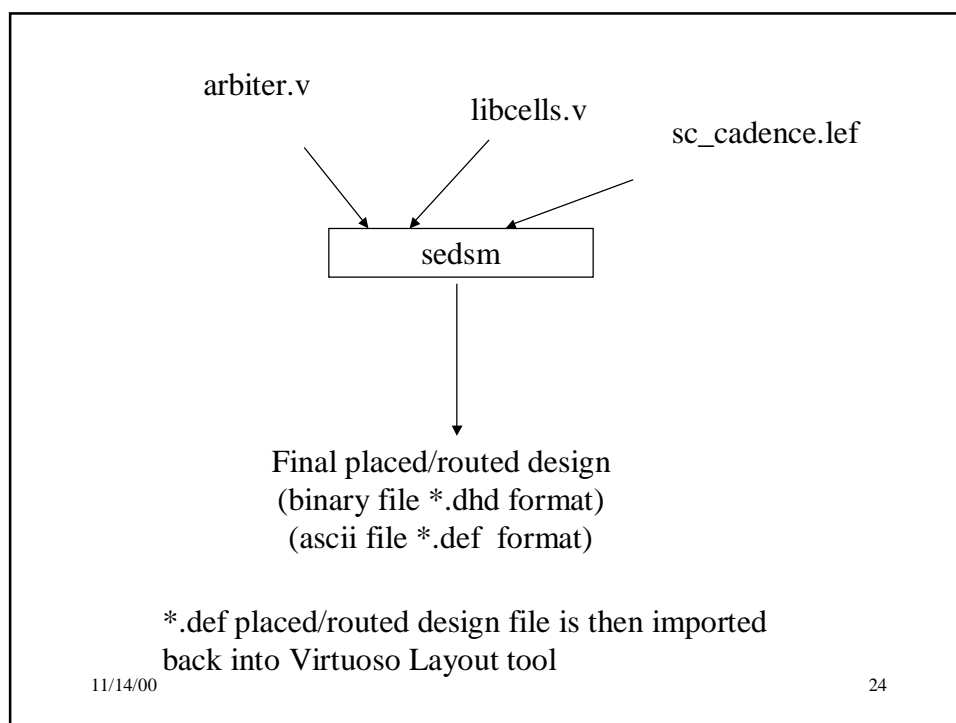 arbiter.v
libcells.v
sc_cadence.lef
sedsm
Final placed/routed design
(binary file *.dhd format)
(ascii file *.def  format)
*.def placed/routed design file is then imported
back into Virtuoso Layout tool
11/14/00
24